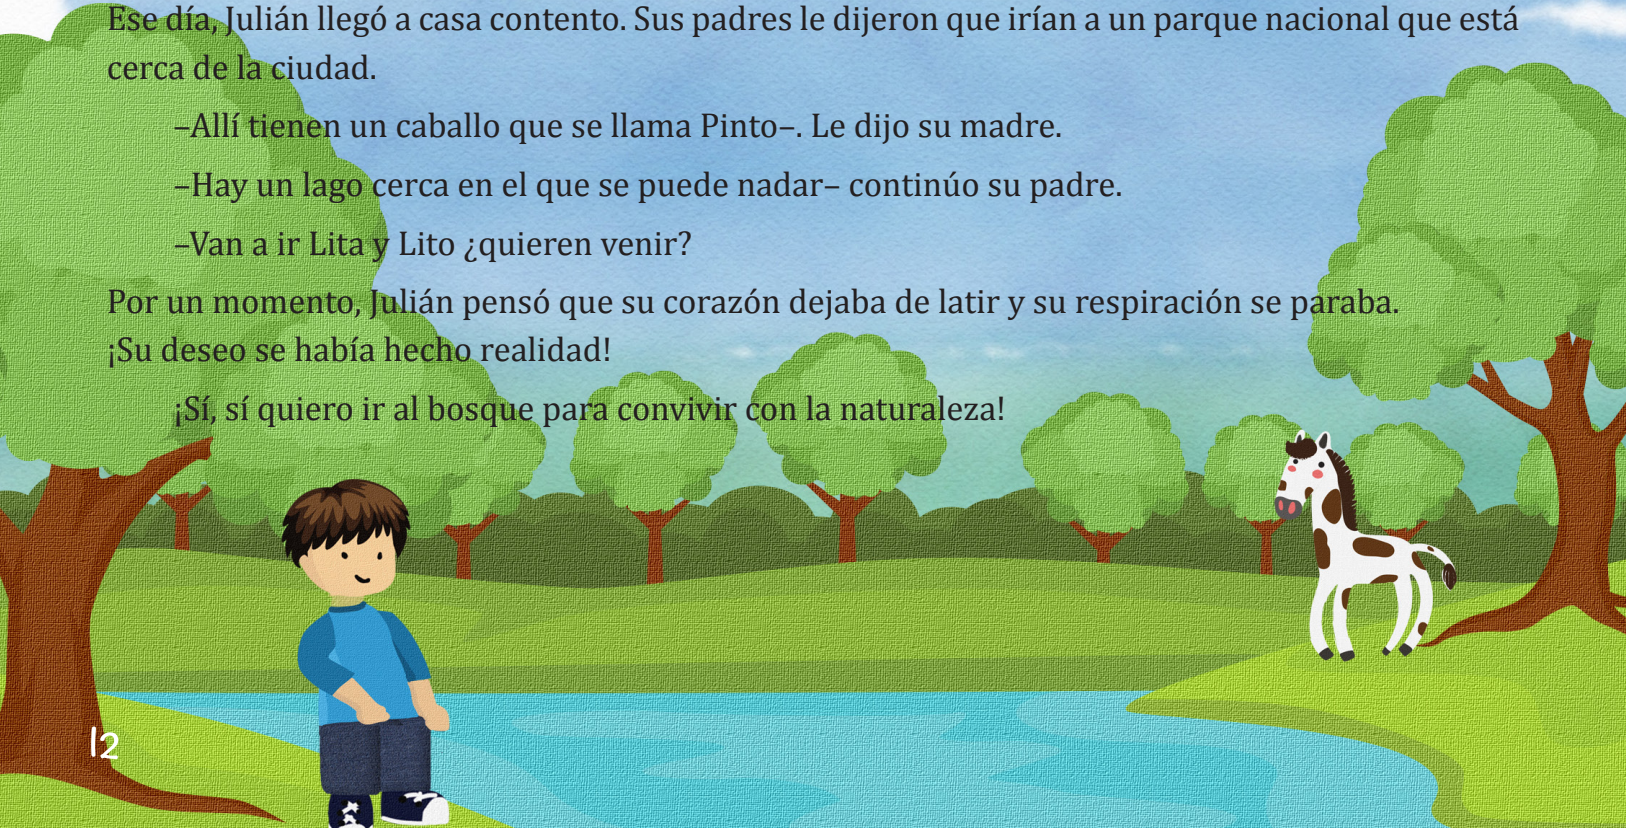 Ese día, Julián llegó a casa contento. Sus padres le dijeron que irían a un parque nacional que está
cerca de la ciudad.
–Allí tienen un caballo que se llama Pinto–. Le dijo su madre.
–Hay un lago cerca en el que se puede nadar– continúo su padre.
–Van a ir Lita y Lito ¿quieren venir?
Por un momento, Julián pensó que su corazón dejaba de latir y su respiración se paraba.
¡Su deseo se había hecho realidad!
¡Sí, sí quiero ir al bosque para convivir con la naturaleza!
12